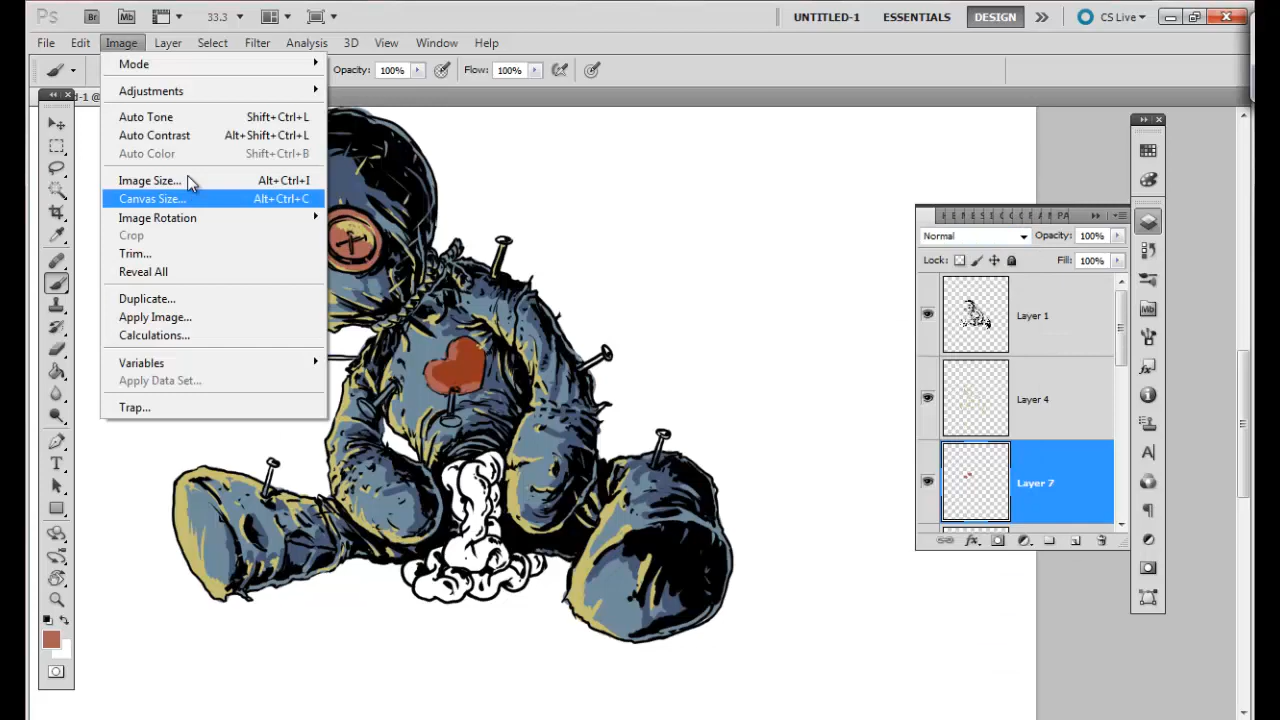 Ps Br Mb 33.3 UNTITLED-1 ESSENTIALS DESIGN CS Live
File Edit Image Layer Select Filter Analysis 3D View Window Help
Opacity: 100% Flow: 100%
d-1 @
Mode
Adjustments
Auto Tone Shift+Ctrl+L
Auto Contrast Alt+Shift+Ctrl+L
Auto Color Shift+Ctrl+B
Image Size... Alt+Ctrl+I
Canvas Size... Alt+Ctrl+C
Image Rotation
Crop
Trim...
Reveal All
Duplicate...
Apply Image...
Calculations...
Variables
Apply Data Set...
Trap...
Normal Opacity: 100%
Lock: Fill: 100%
Layer 1
Layer 4
Layer 7